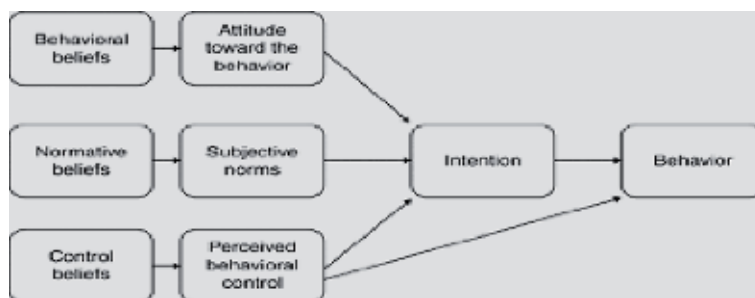 Behavioral
beliefs
Attitude
toward the
behavior
Normative
beliefs
Subjective
norms
Intention
Behavior
Control
beliefs
Perceived
behavioral
control